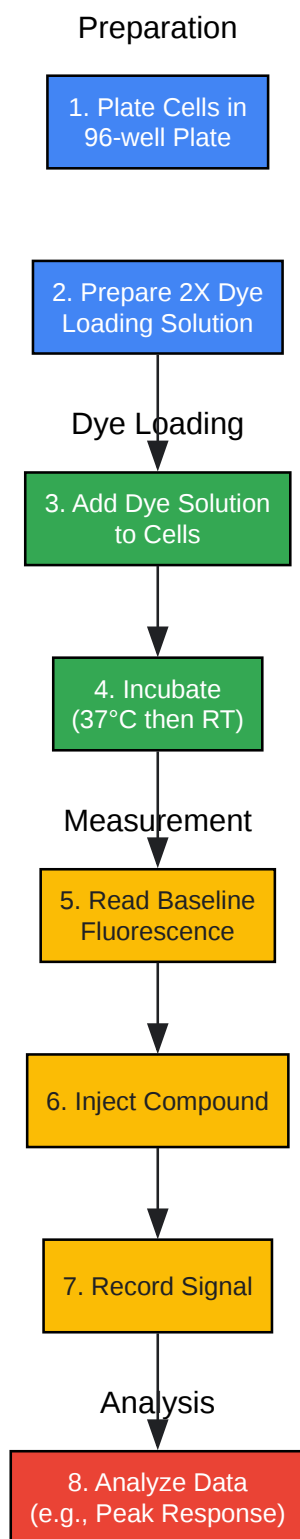 Preparation
1. Plate Cells in
96-well Plate
2. Prepare 2X Dye
Loading Solution
Dye Loading
3. Add Dye Solution
to Cells
4. Incubate
(37°C then RT)
Measurement
5. Read Baseline
Fluorescence
6. Inject Compound
7. Record Signal
Analysis
8. Analyze Data
(e.g., Peak Response)